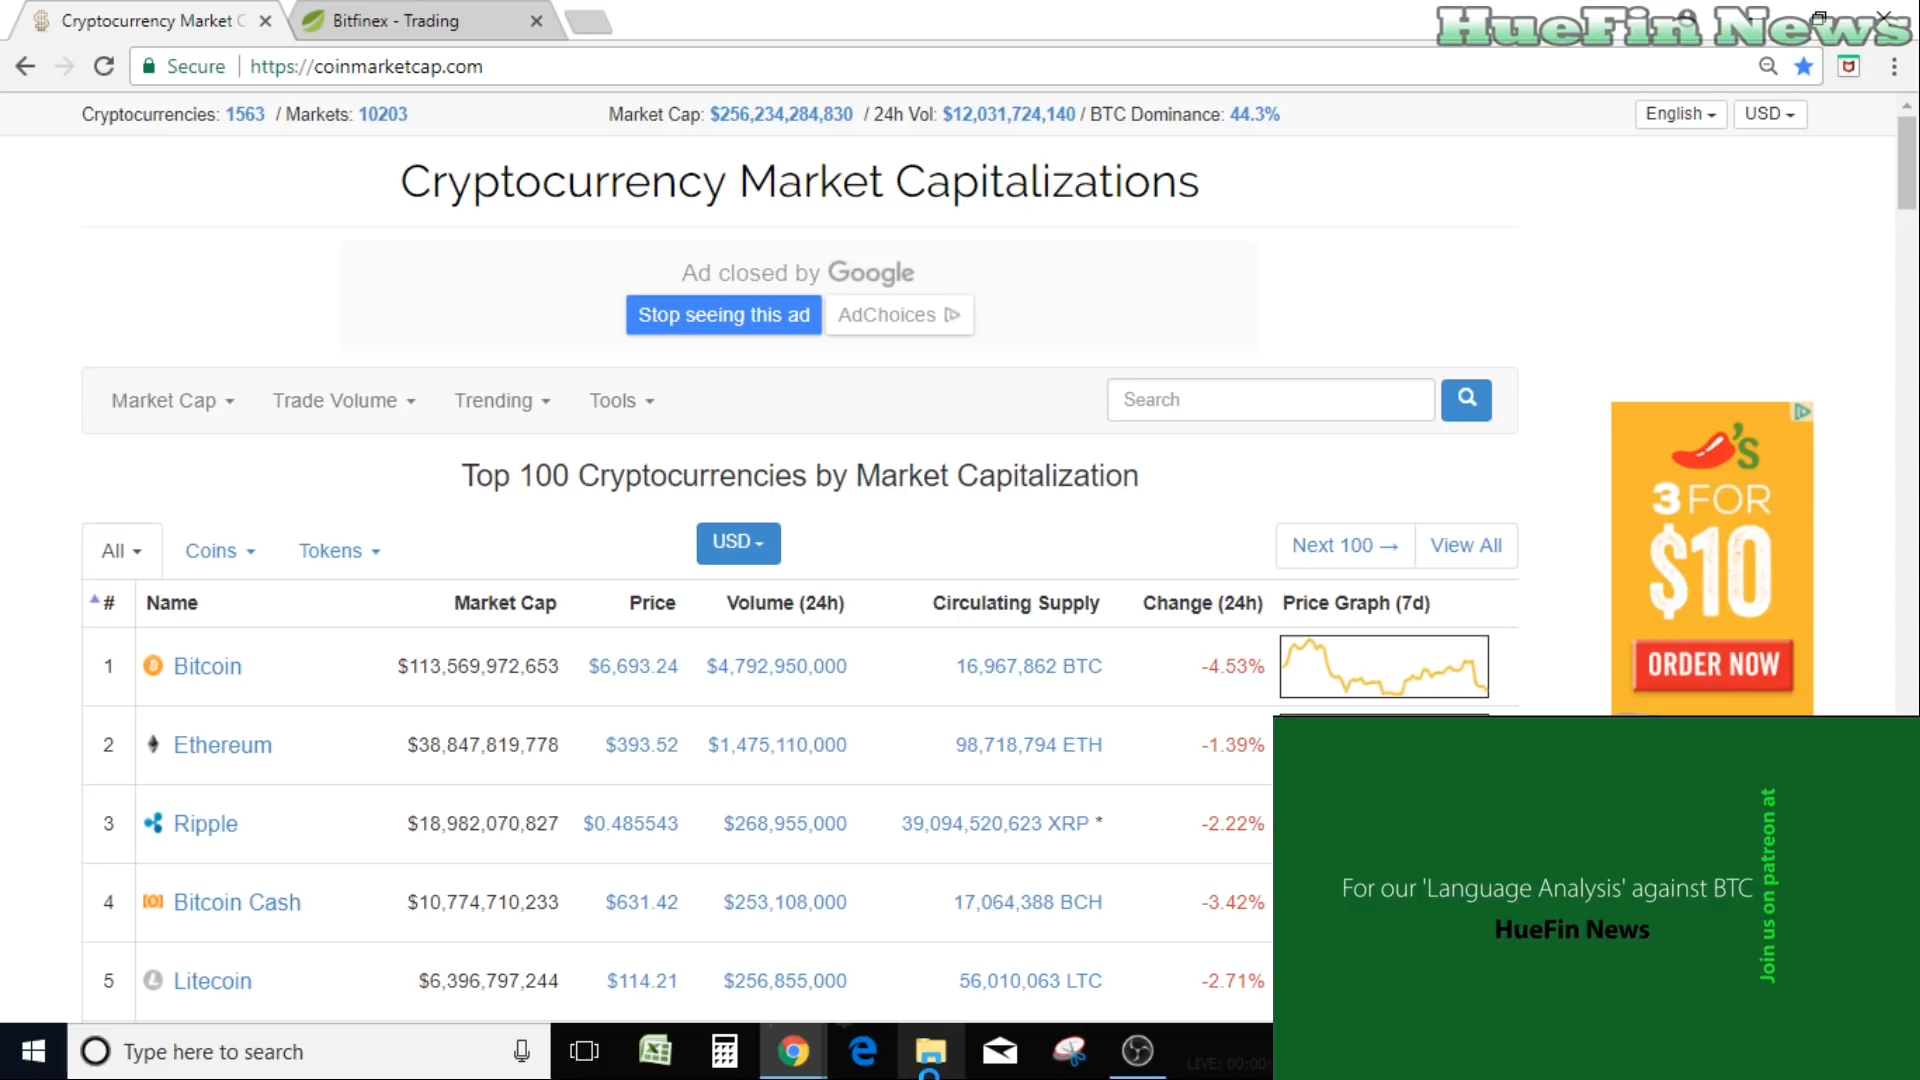 Cryptocurrency Market C
Bitfinex - Trading
HueFin News
Secure
https://coinmarketcap.com
Cryptocurrencies: 1563 / Markets: 10203
Market Cap: $256,234,284,830 / 24h Vol: $12,031,724,140 / BTC Dominance: 44.3%
English
USD
Cryptocurrency Market Capitalizations
Ad closed by Google
Stop seeing this ad
AdChoices
Market Cap
Trade Volume
Trending
Tools
Search
Top 100 Cryptocurrencies by Market Capitalization
All
Coins
Tokens
USD
Next 100 →
View All
# Name Market Cap Price Volume (24h) Circulating Supply Change (24h) Price Graph (7d)
1 Bitcoin $113,569,972,653 $6,693.24 $4,792,950,000 16,967,862 BTC -4.53%
2 Ethereum $38,847,819,778 $393.52 $1,475,110,000 98,718,794 ETH -1.39%
3 Ripple $18,982,070,827 $0.485543 $268,955,000 39,094,520,623 XRP * -2.22%
4 Bitcoin Cash $10,774,710,233 $631.42 $253,108,000 17,064,388 BCH -3.42%
5 Litecoin $6,396,797,244 $114.21 $256,855,000 56,010,063 LTC -2.71%
'S
3 FOR
$10
ORDER NOW
For our 'Language Analysis' against BTC
HueFin News
Join us on patreon at
Type here to search
LIVE: 00:00